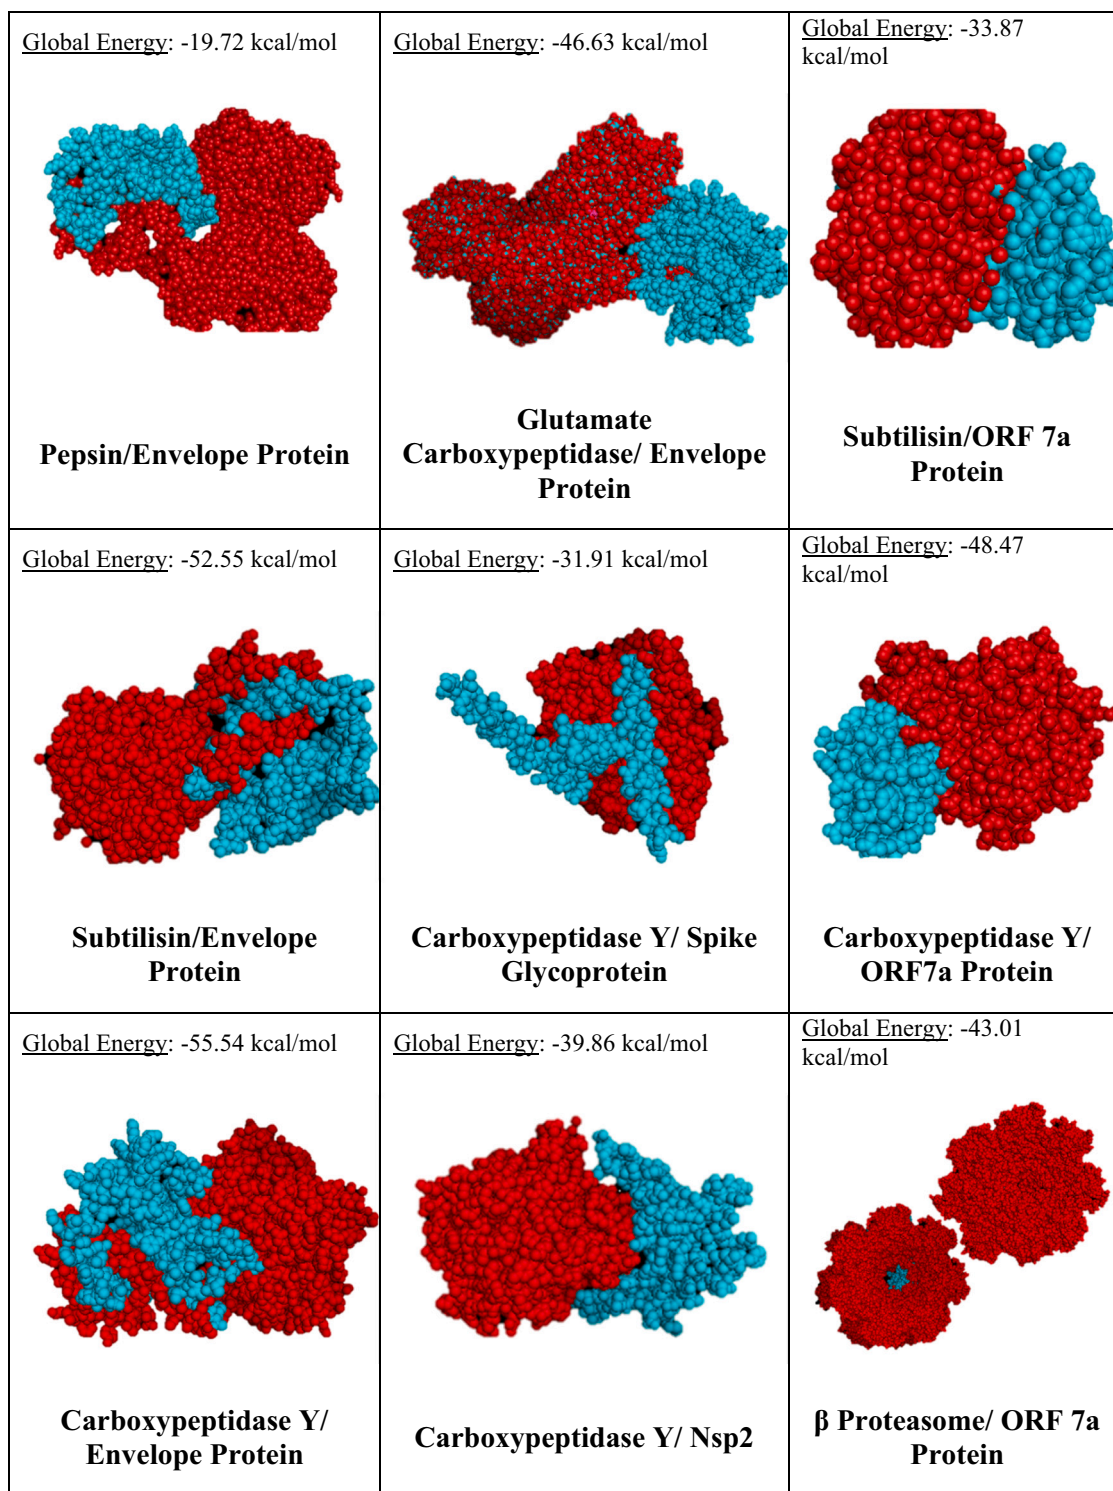 Global Energy: -19.72 kcal/mol
Pepsin/Envelope Protein
Global Energy: -46.63 kcal/mol
Glutamate
Carboxypeptidase/ Envelope
Protein
Global Energy: -33.87
kcal/mol
Subtilisin/ORF 7a
Protein
Global Energy: -52.55 kcal/mol
Subtilisin/Envelope
Protein
Global Energy: -31.91 kcal/mol
Carboxypeptidase Y/ Spike
Glycoprotein
Global Energy: -48.47
kcal/mol
Carboxypeptidase Y/
ORF7a Protein
Global Energy: -55.54 kcal/mol
Carboxypeptidase Y/
Envelope Protein
Global Energy: -39.86 kcal/mol
Carboxypeptidase Y/ Nsp2
Global Energy: -43.01
kcal/mol
β Proteasome/ ORF 7a
Protein